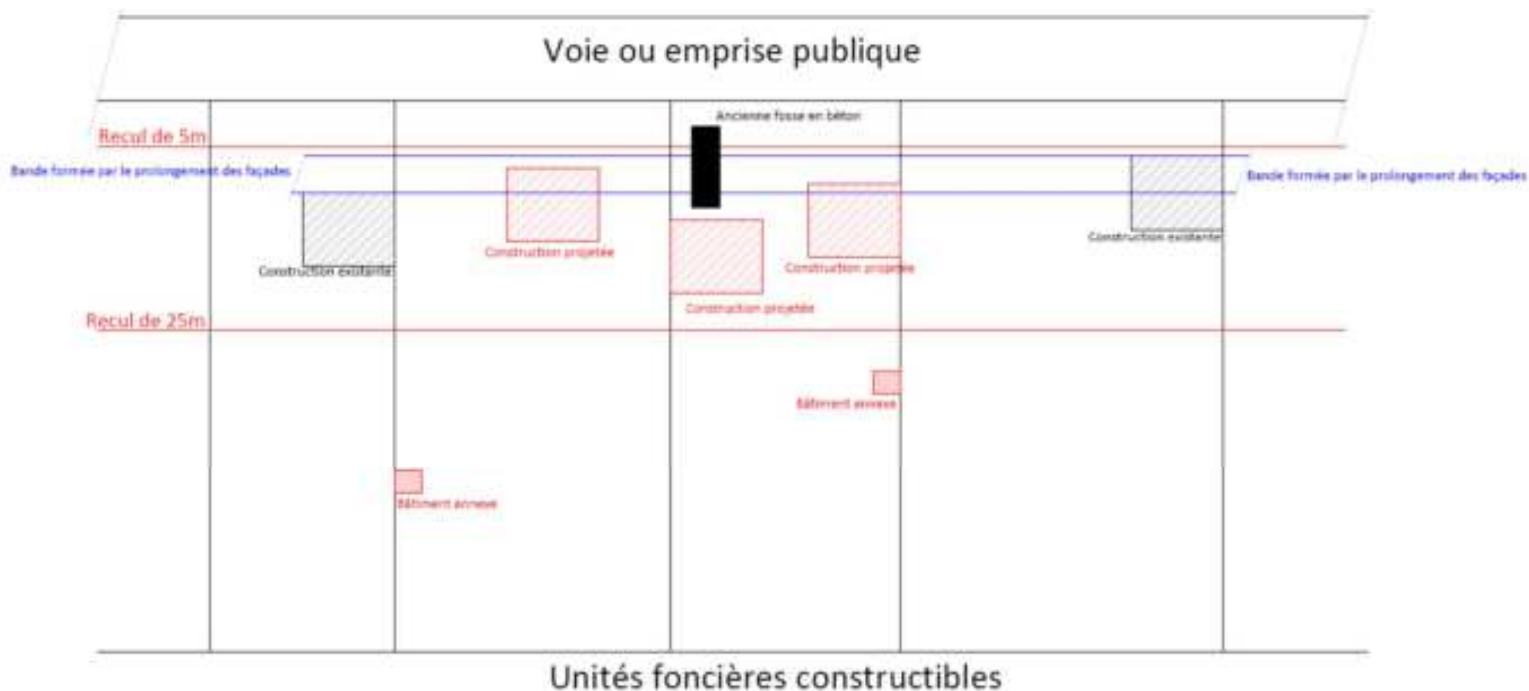 Voie ou emprise publique
Ancienne fosse en béton
Recul de 5m
Bande formée par le prolongement des façades
Bande formée par le prolongement des façades
Construction existante
Construction projetée
Construction projetée
Construction existante
Construction projetée
Recul de 25m
Bâtiment annexe
Bâtiment annexe
Unités foncières constructibles